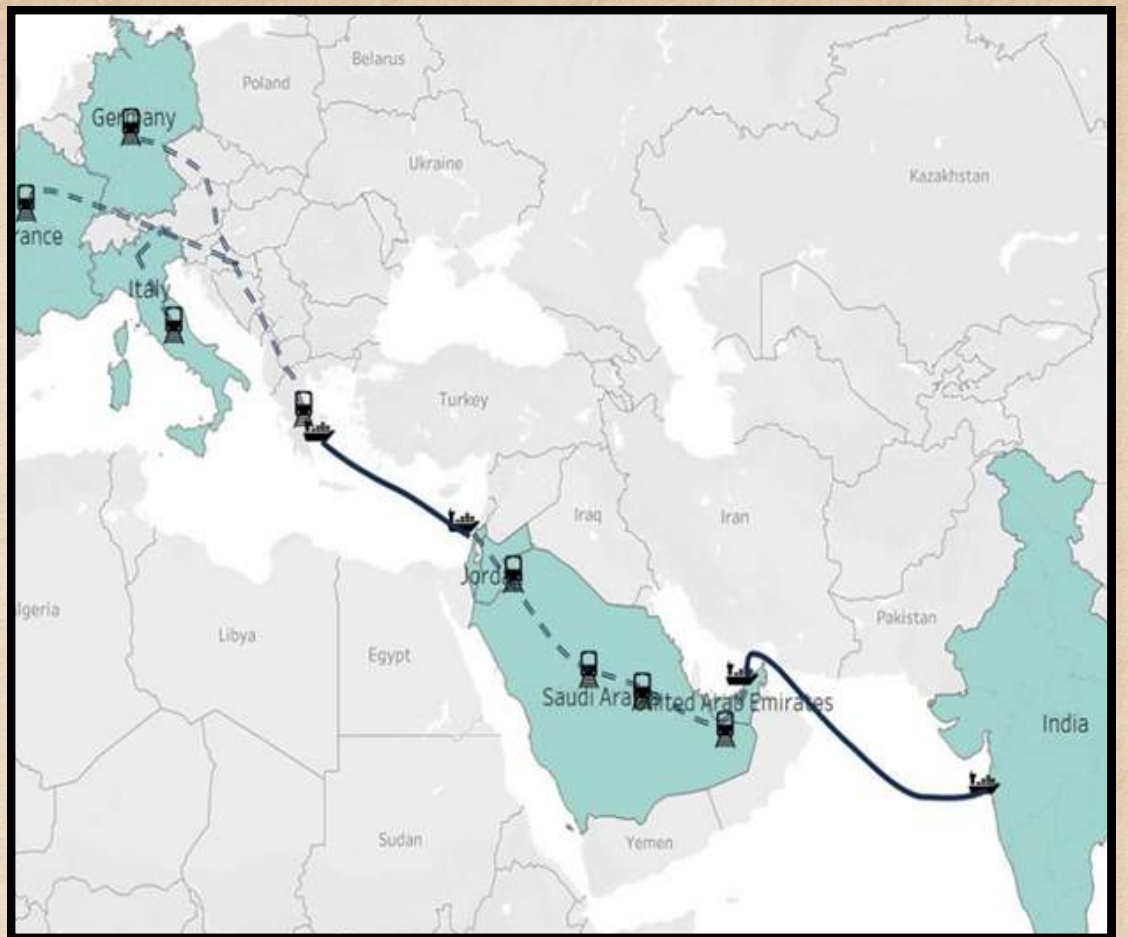 Belarus
Poland
Germany
Ukraine
Kazakhstan
rance
Italy
Turkey
Iraq
Iran
Jorda
lgeria
Pakistan
Libya
Egypt
Saudi Ara
United Arab Emirates
India
Sudan
Yemen